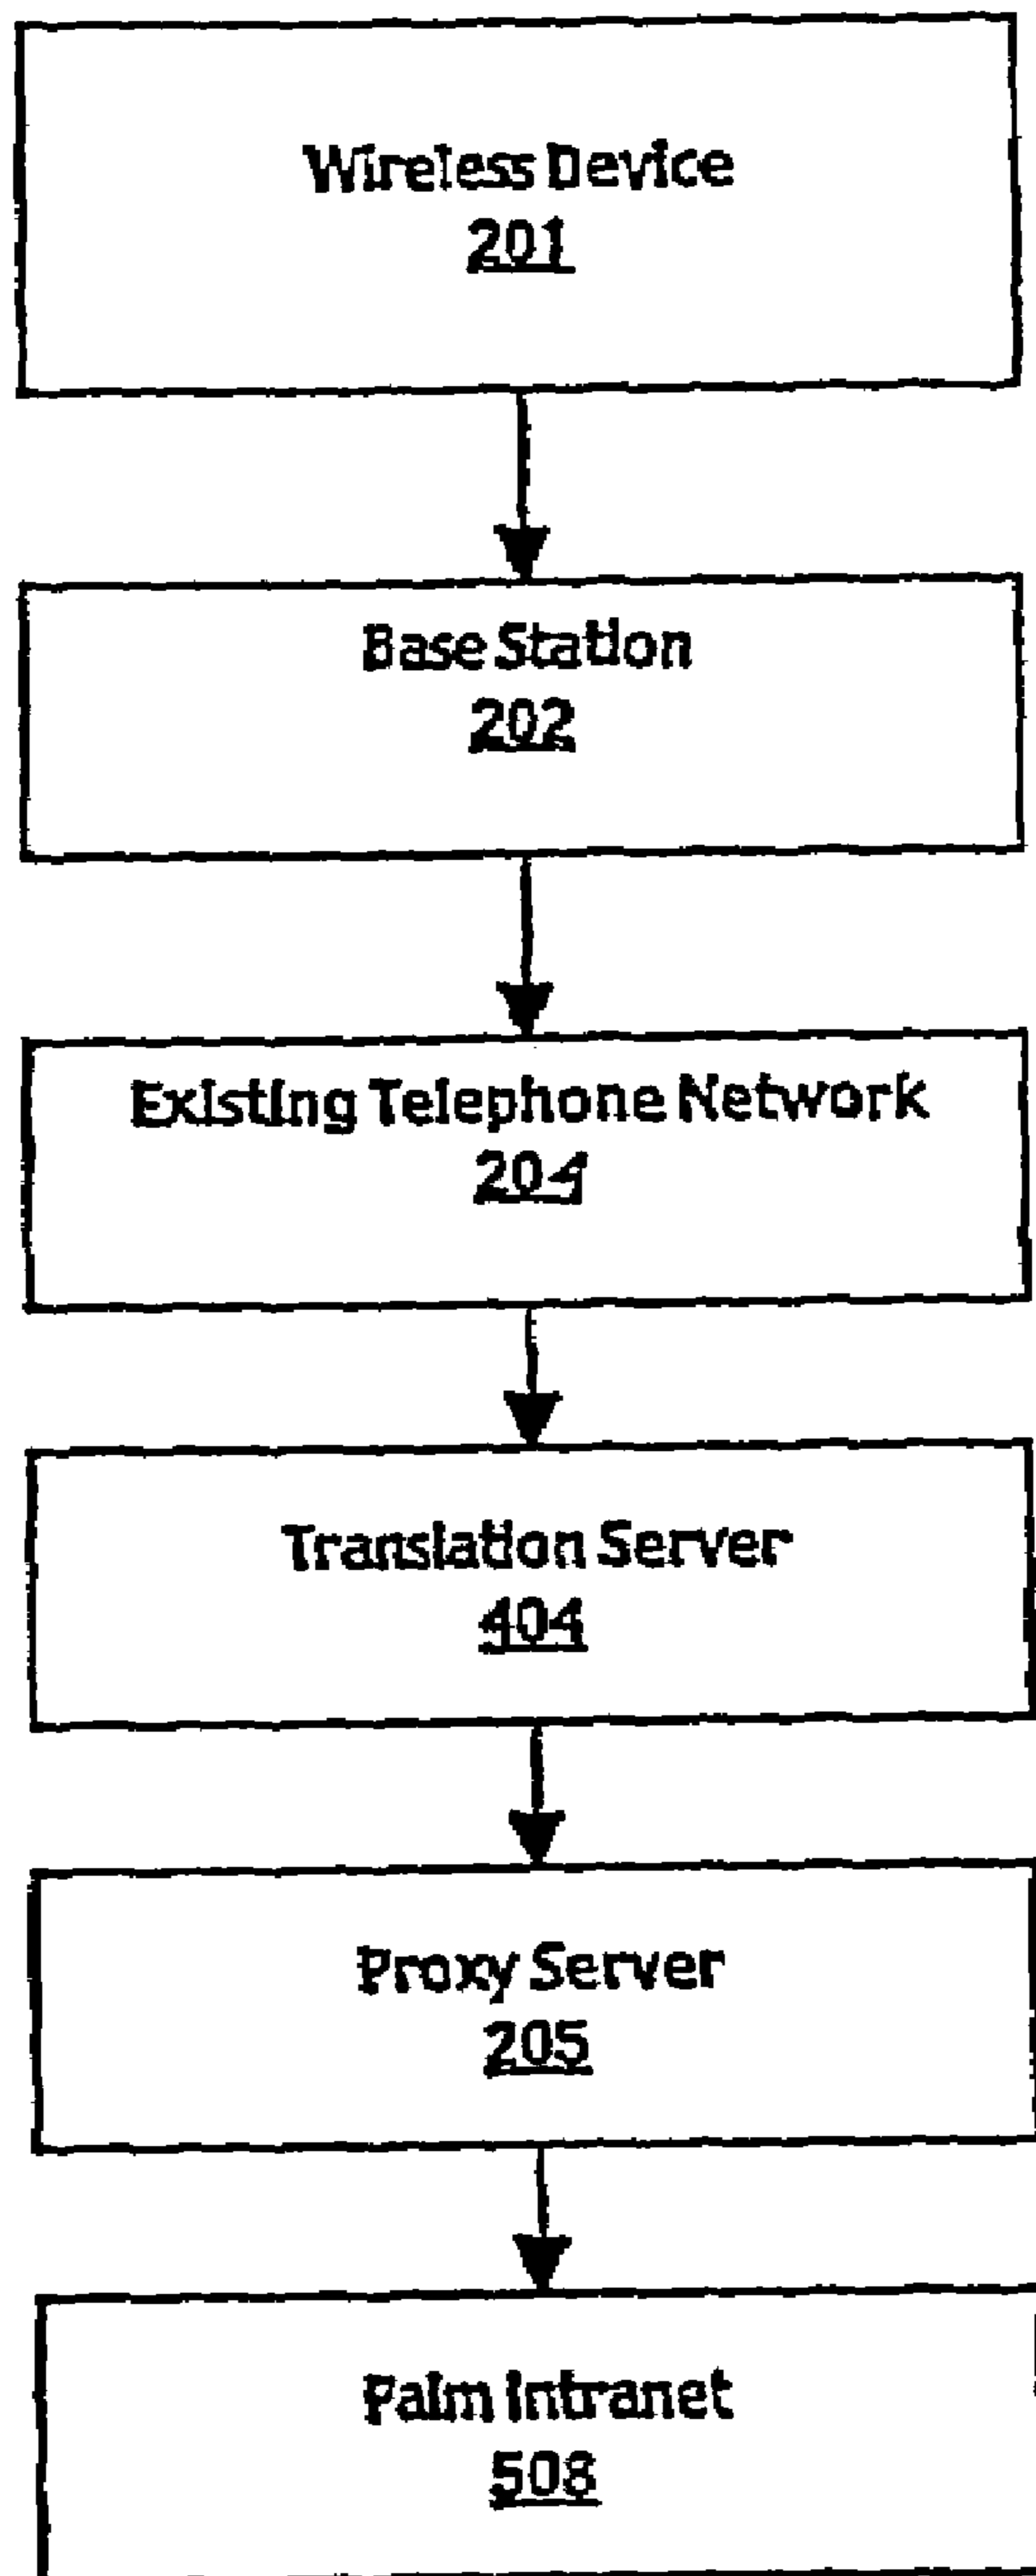 Wireless Device
201
Base Station
202
Existing Telephone Network
204
Translation Server
404
Proxy Server
205
Palm Intranet
508